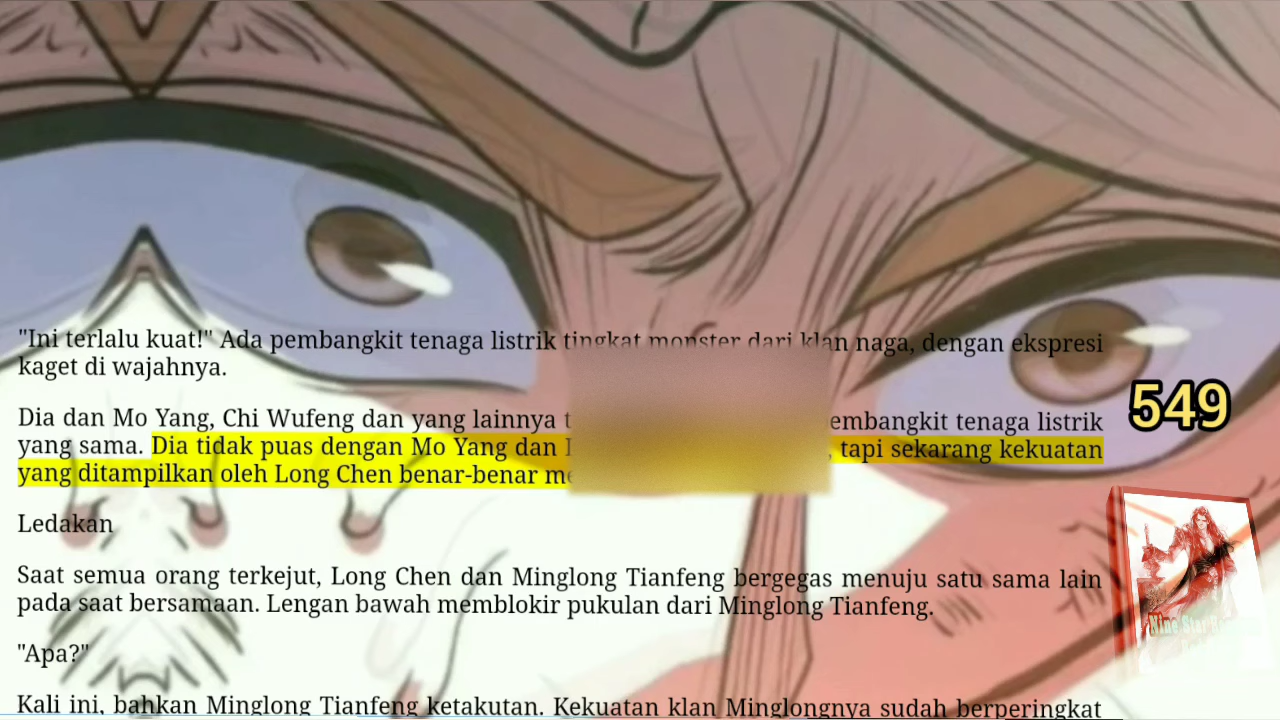 "Ini terlalu kuat!" Ada pembangkit tenaga listrik tingkat monster dari klan naga, dengan ekspresi
kaget di wajahnya.
Dia dan Mo Yang, Chi Wufeng dan yang lainnya tenaga listrik
yang sama. Dia tidak puas dengan Mo Yang dan , tapi sekarang kekuatan
yang ditampilkan oleh Long Chen benar-benar
549
Ledakan
Saat semua orang terkejut, Long Chen dan Minglong Tianfeng bergegas menuju satu sama lain
pada saat bersamaan. Lengan bawah memblokir pukulan dari Minglong Tianfeng.
"Apa?"
Kali ini, bahkan Minglong Tianfeng ketakutan. Kekuatan klan Minglongnya sudah berperingkat
Nine Star